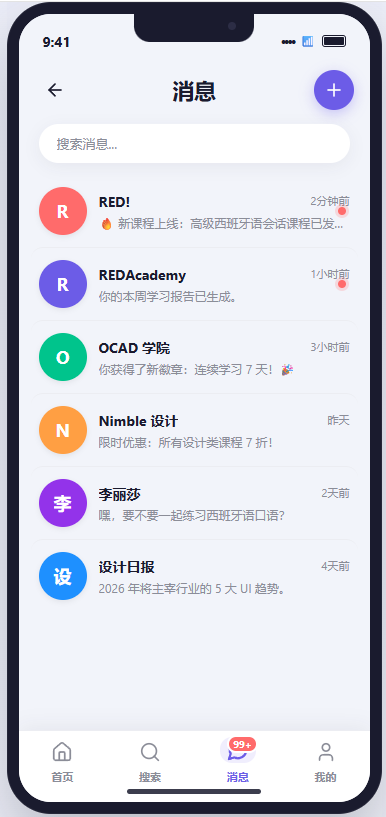 9:41
消息
搜索消息...
R
RED!
2分钟前
🔥 新课程上线：高级西班牙语会话课程已发...
R
REDAcademy
1小时前
你的本周学习报告已生成。
O
OCAD 学院
3小时前
你获得了新徽章：连续学习 7 天！🎉
N
Nimble 设计
昨天
限时优惠：所有设计类课程 7 折！
李
李丽莎
2天前
嘿，要不要一起练习西班牙语口语？
设
设计日报
4天前
2026 年将主宰行业的 5 大 UI 趋势。
99+
首页
搜索
消息
我的